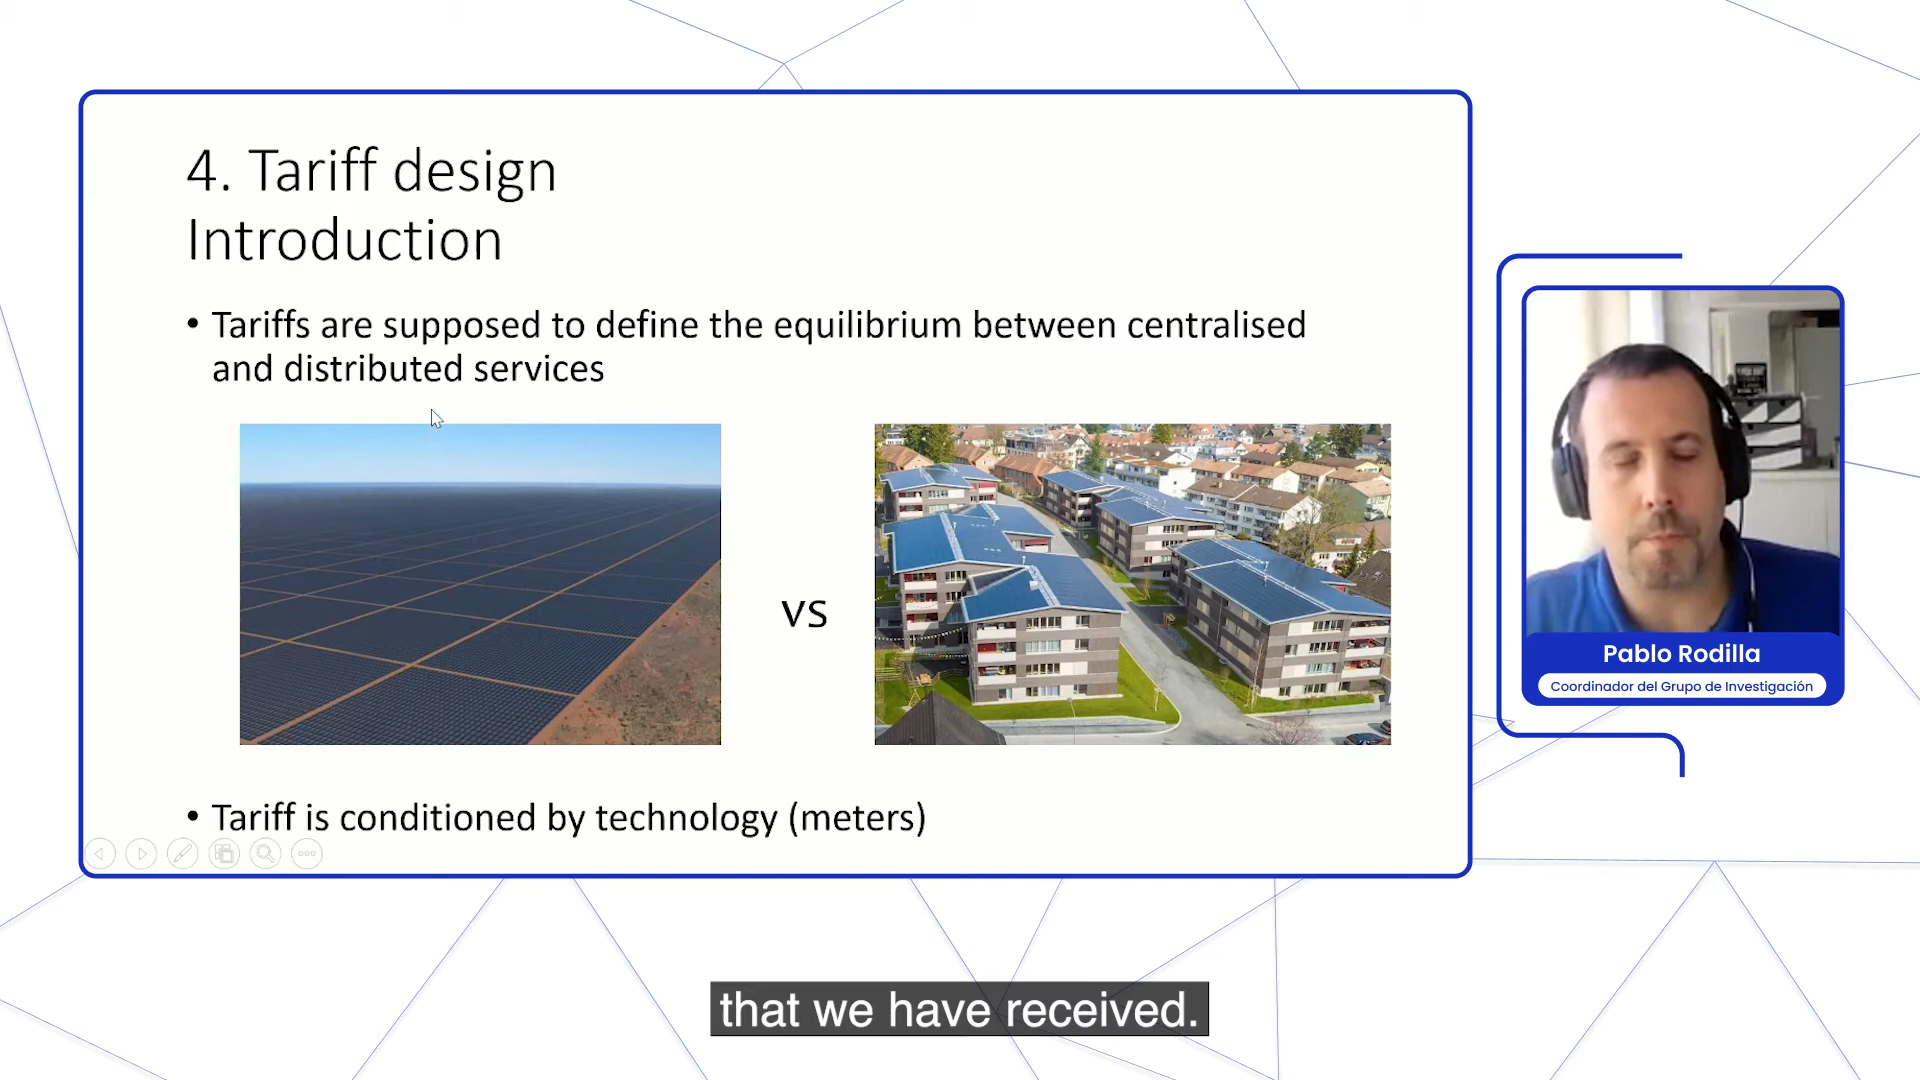 4. Tariff design
Introduction
• Tariffs are supposed to define the equilibrium between centralised
and distributed services
vs
• Tariff is conditioned by technology (meters)
Pablo Rodilla
Coordinador del Grupo de Investigación
that we have received.